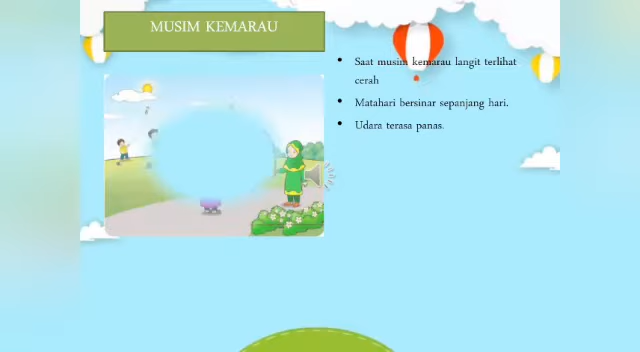 MUSIM KEMARAU
• Saat musim kemarau langit terlihat
cerah
• Matahari bersinar sepanjang hari.
• Udara terasa panas.